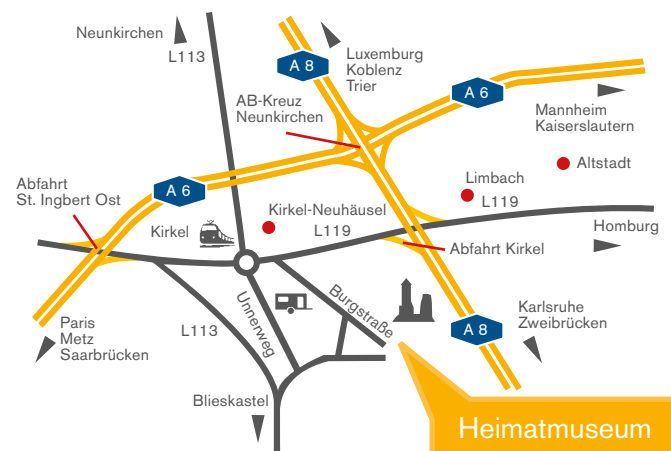 Neunkirchen
L113
A 8
Luxemburg
Koblenz
Trier
A 6
AB-Kreuz
Neunkirchen
Mannheim
Kaiserslautern
Altstadt
Abfahrt
St. Ingbert Ost
A 6
Limbach
L119
Kirkel
Kirkel-Neuhäusel
L119
Homburg
Abfahrt Kirkel
Unnerweg
Burgstraße
Paris
Metz
Saarbrücken
L113
A 8
Karlsruhe
Zweibrücken
Blieskastel
Heimatmuseum